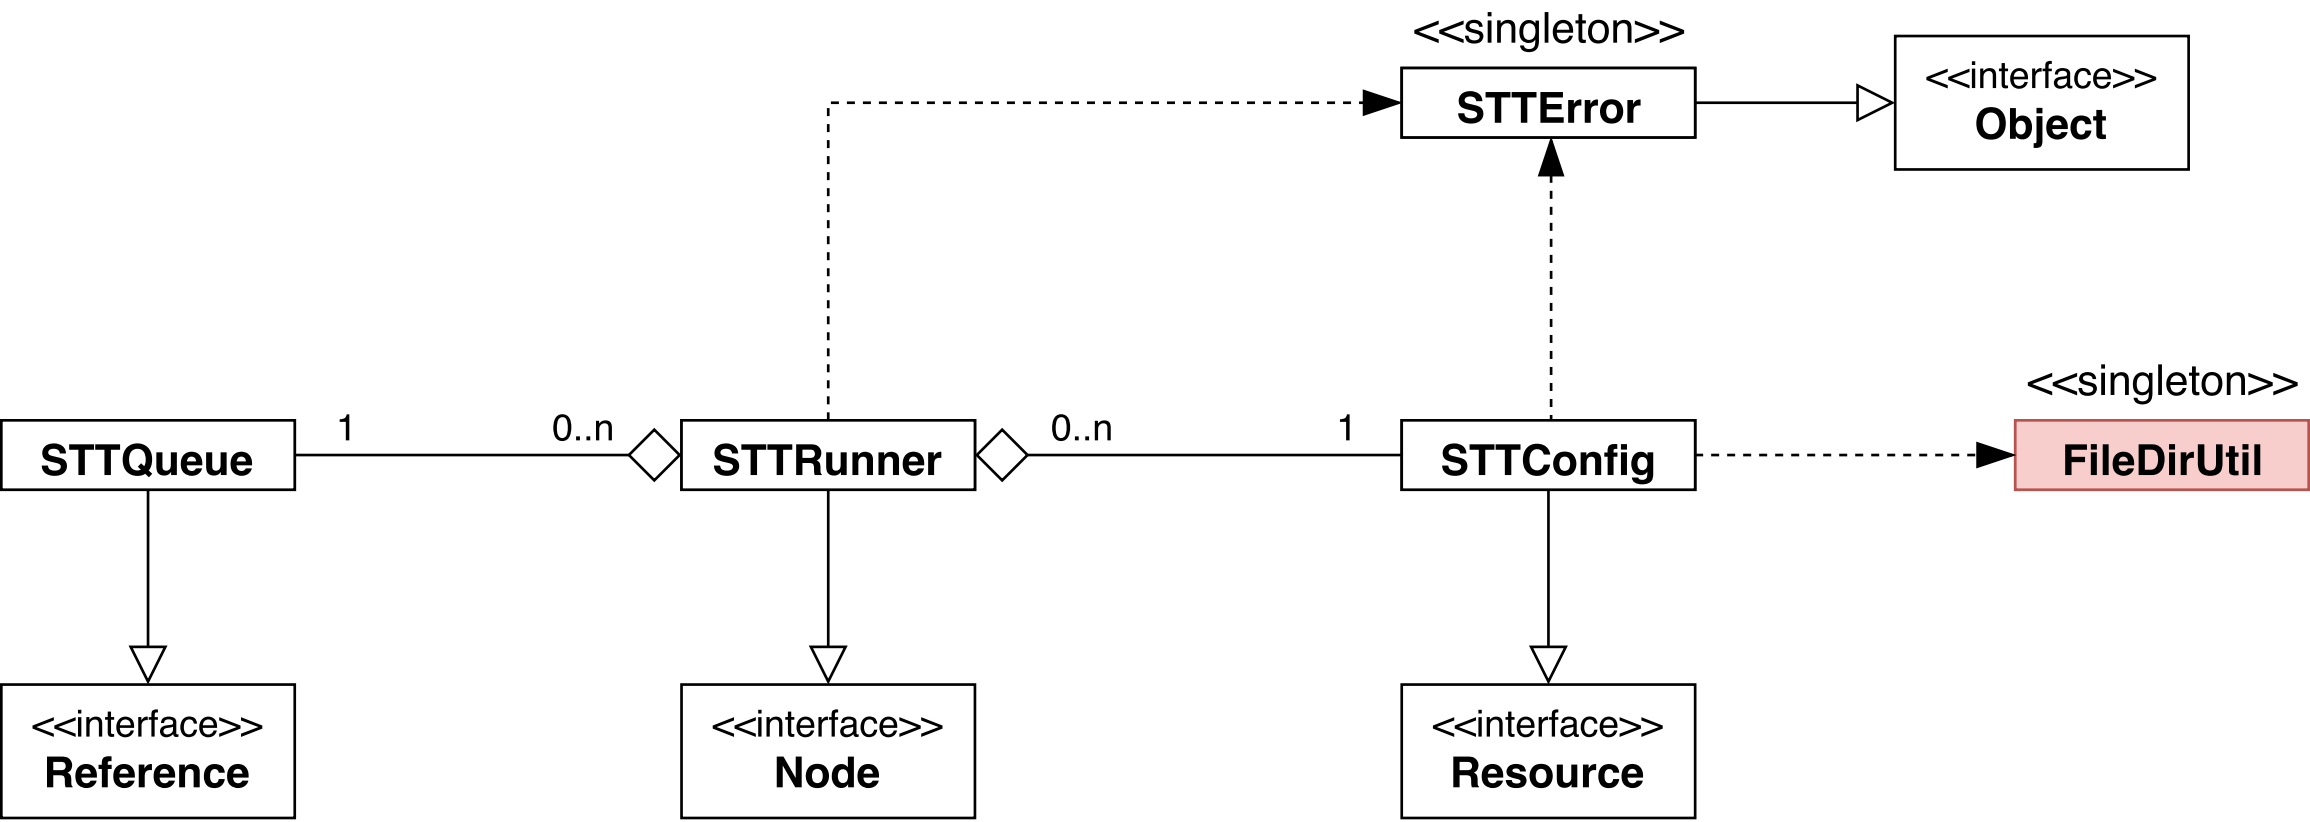 <<singleton>>
STTError
<<interface>>
Object
<<singleton>>
STTQueue
1
0..n
STTRunner
0..n
1
STTConfig
FileDirUtil
<<interface>>
Reference
<<interface>>
Node
<<interface>>
Resource